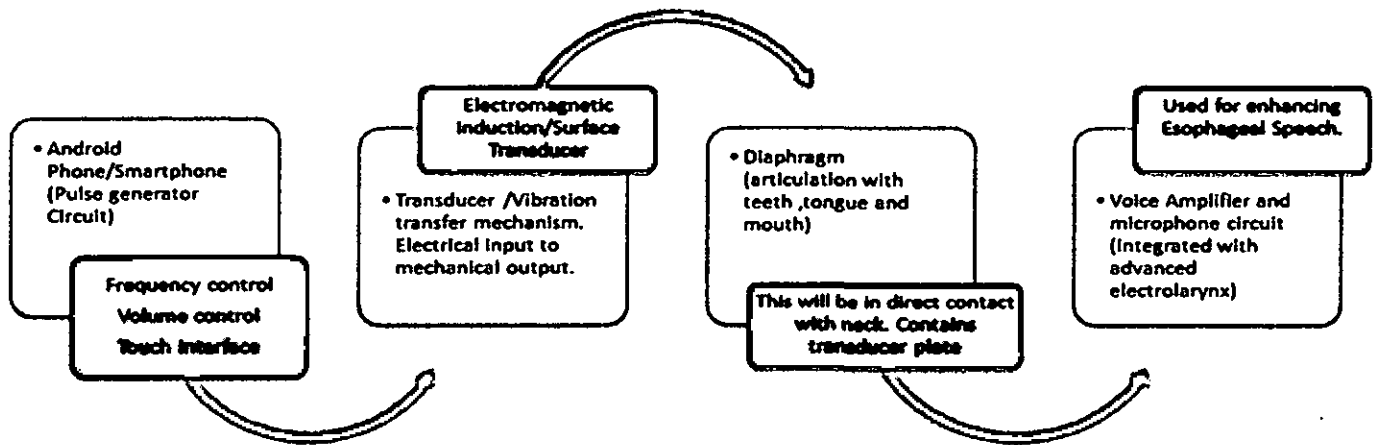 • Android
Phone/Smartphone
(Pulse generator
Circuit)
Frequency control
Volume control
Touch Interface
Electromagnetic
Induction/Surface
Transducer
• Transducer /Vibration
transfer mechanism.
Electrical input to
mechanical output.
• Diaphragm
(articulation with
teeth ,tongue and
mouth)
This will be in direct contact
with neck. Contains
transducer plate
Used for enhancing
Esophageal Speech.
• Voice Amplifier and
microphone circuit
(Integrated with
advanced
electrolarynx)